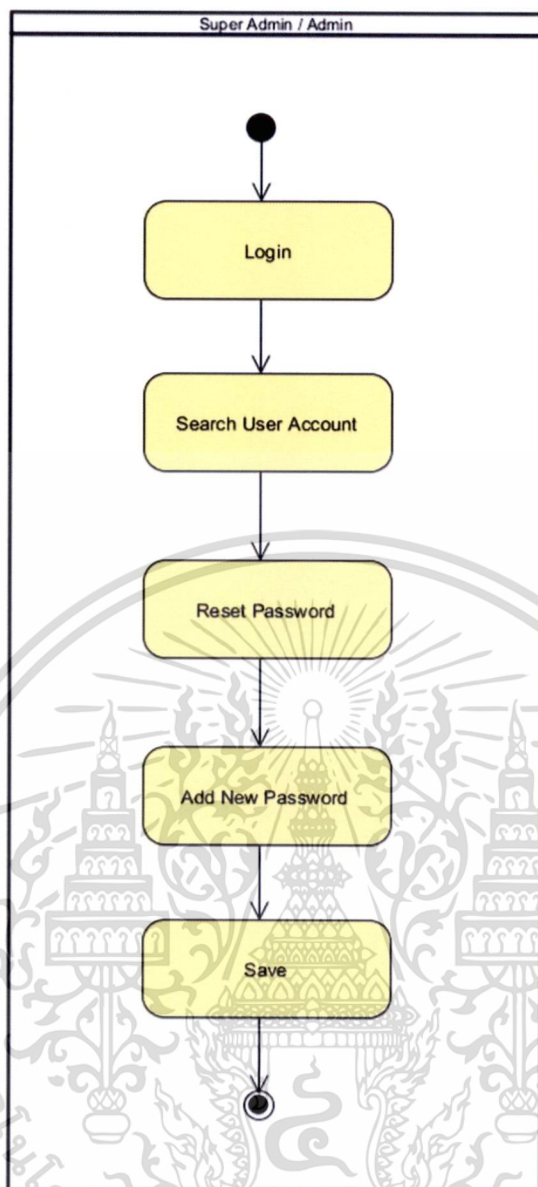 Super Admin / Admin
Login
Search User Account
Reset Password
Add New Password
Save